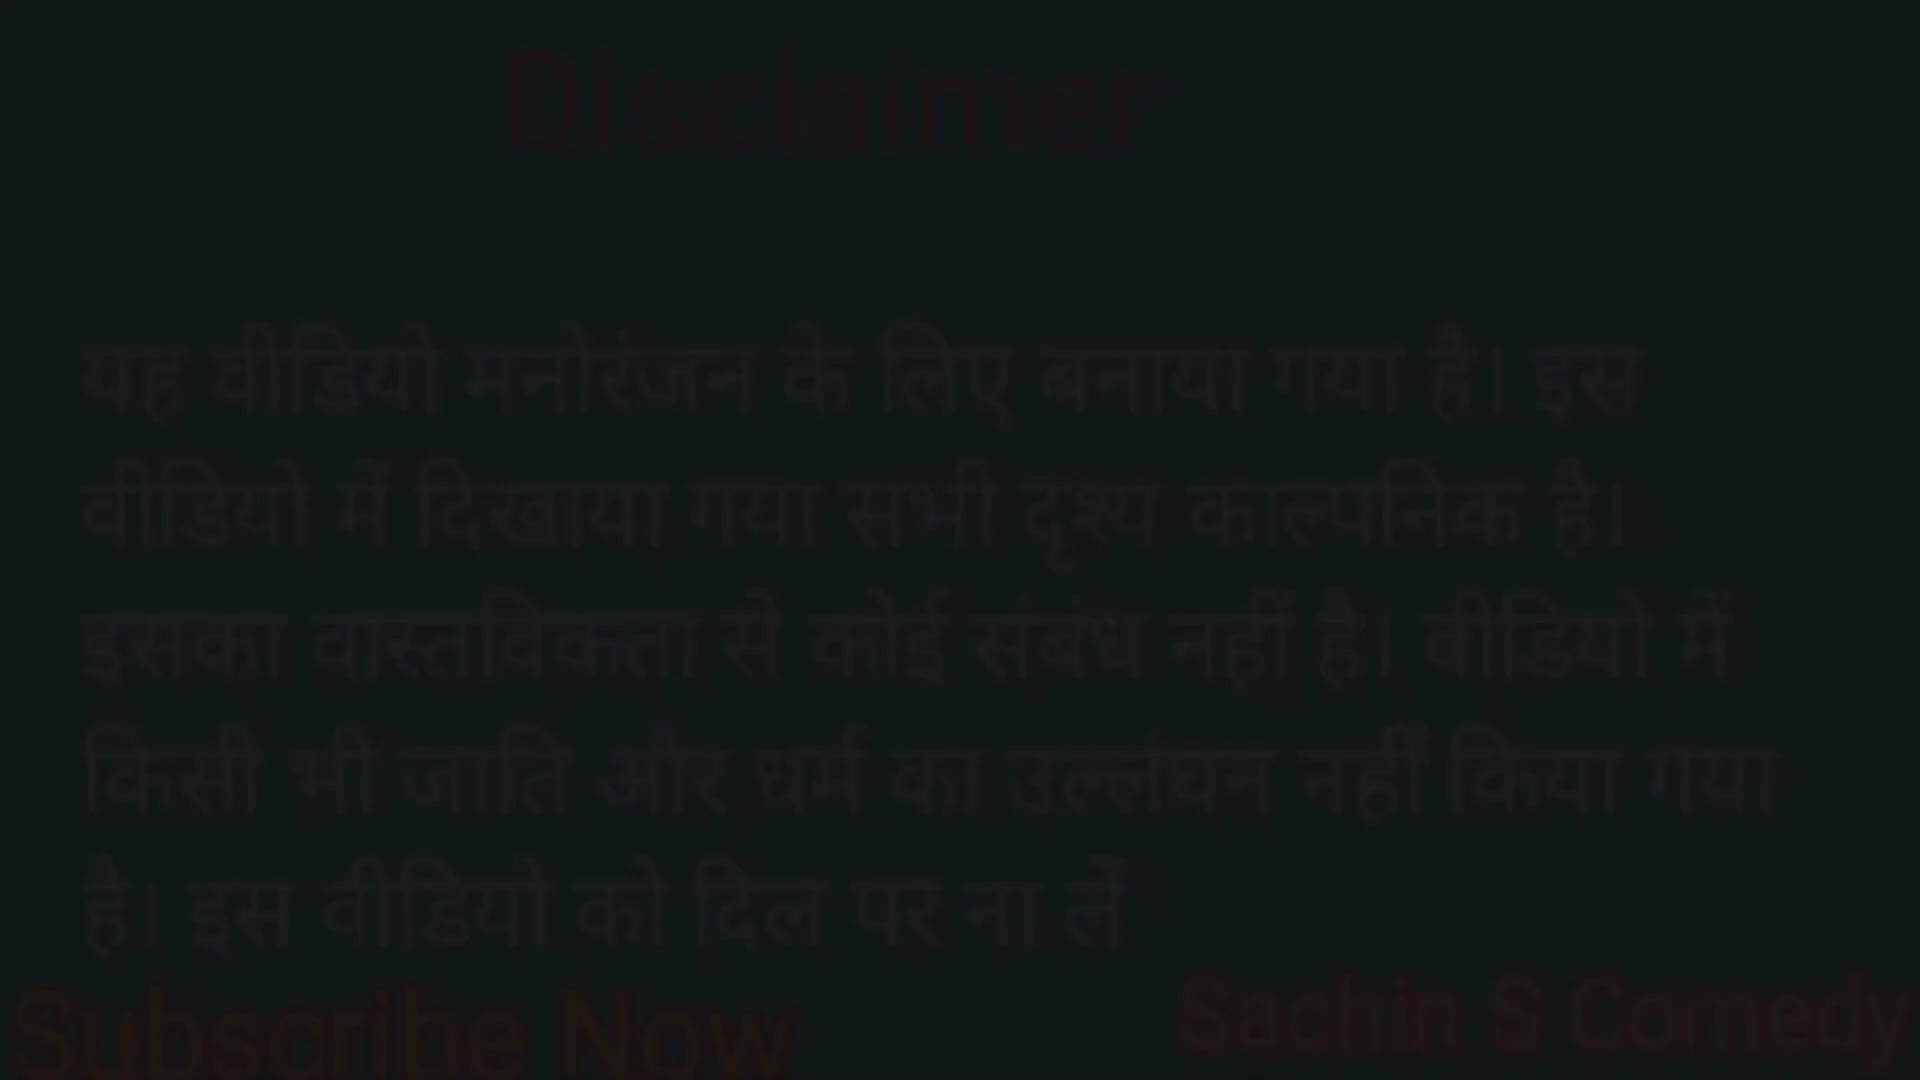 Disclaimer
यह वीडियो मनोरंजन के लिए बनाया गया है। इस
वीडियो में दिखाया गया सभी दृश्य काल्पनिक है।
इसका वास्तविकता से कोई संबंध नहीं है। वीडियो में
किसी भी जाति और धर्म का उल्लंघन नहीं किया गया
है। इस वीडियो को दिल पर ना लें
Subscribe Now
Sachin S Comedy